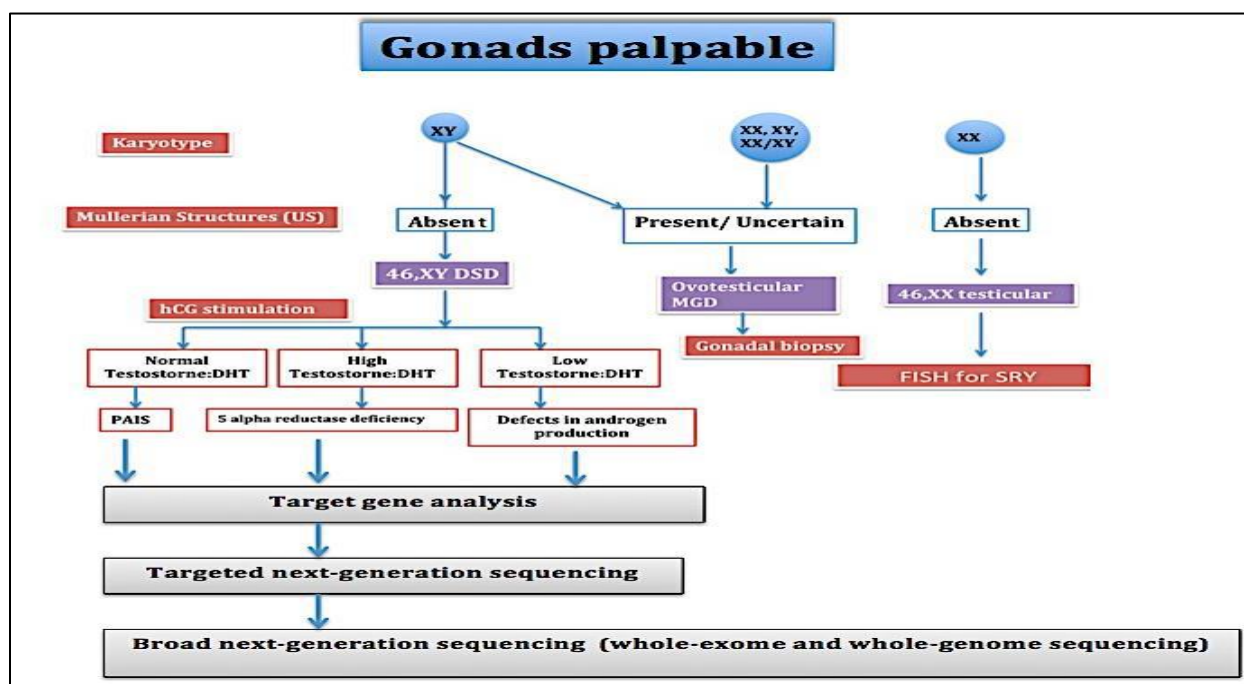 Gonads palpable
Karyotype
XY
XX, XY,
XX/XY
XX
Mullerian Structures (US)
Absent
Present/ Uncertain
Absent
46,XY DSD
Ovotesticular
MGD
46,XX testicular
hCG stimulation
Gonadal biopsy
FISH for SRY
Normal
Testostorne:DHT
High
Testostorne:DHT
Low
Testostorne:DHT
PAIS
5 alpha reductase deficiency
Defects in androgen
production
Target gene analysis
Targeted next-generation sequencing
Broad next-generation sequencing (whole-exome and whole-genome sequencing)